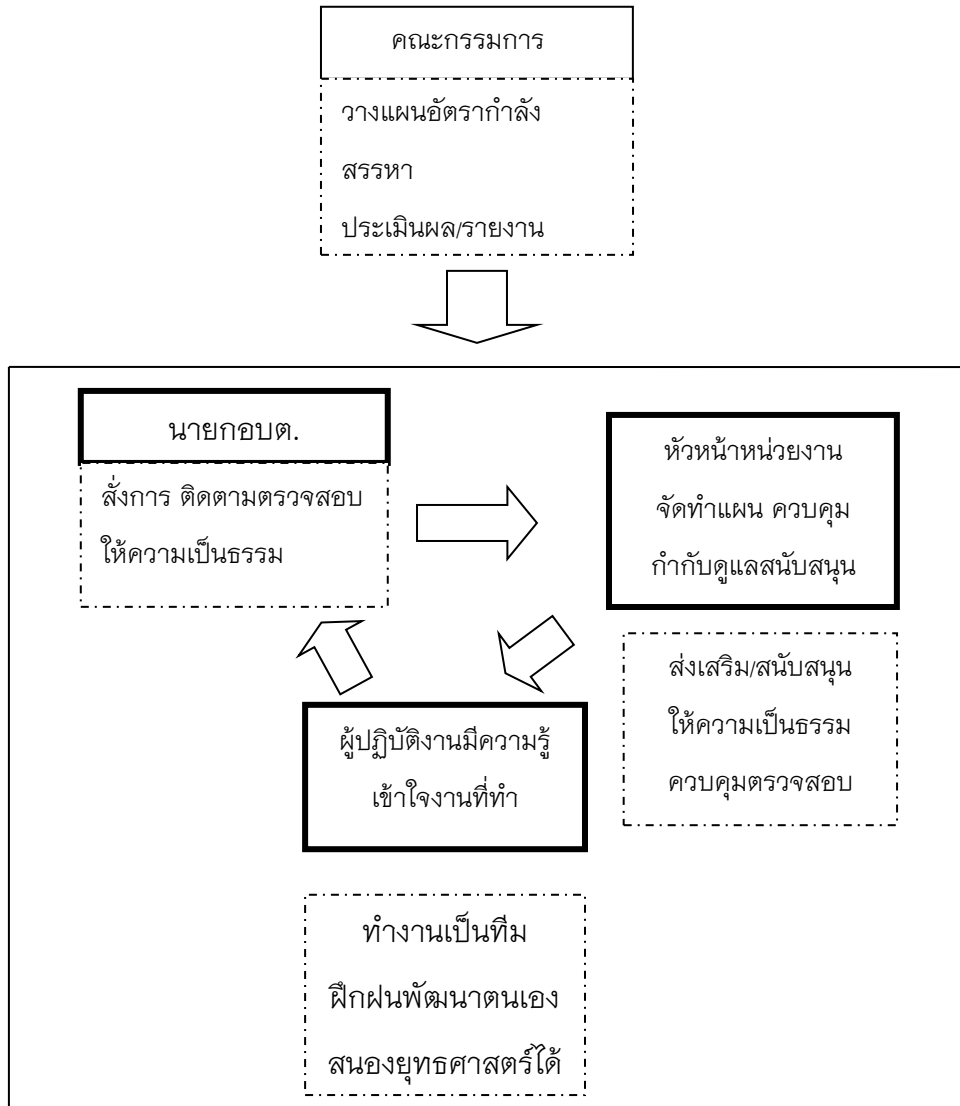 คณะกรรมการ
วางแผนอัตรากำลัง
สรรหา
ประเมินผล/รายงาน
นายกอบต.
สั่งการ ติดตามตรวจสอบ
ให้ความเป็นธรรม
หัวหน้าหน่วยงาน
จัดทำแผน ควบคุม
กำกับดูแลสนับสนุน
ส่งเสริม/สนับสนุน
ให้ความเป็นธรรม
ควบคุมตรวจสอบ
ผู้ปฏิบัติงานมีความรู้
เข้าใจงานที่ทำ
ทำงานเป็นทีม
ฝึกฝนพัฒนาตนเอง
สนองยุทธศาสตร์ได้